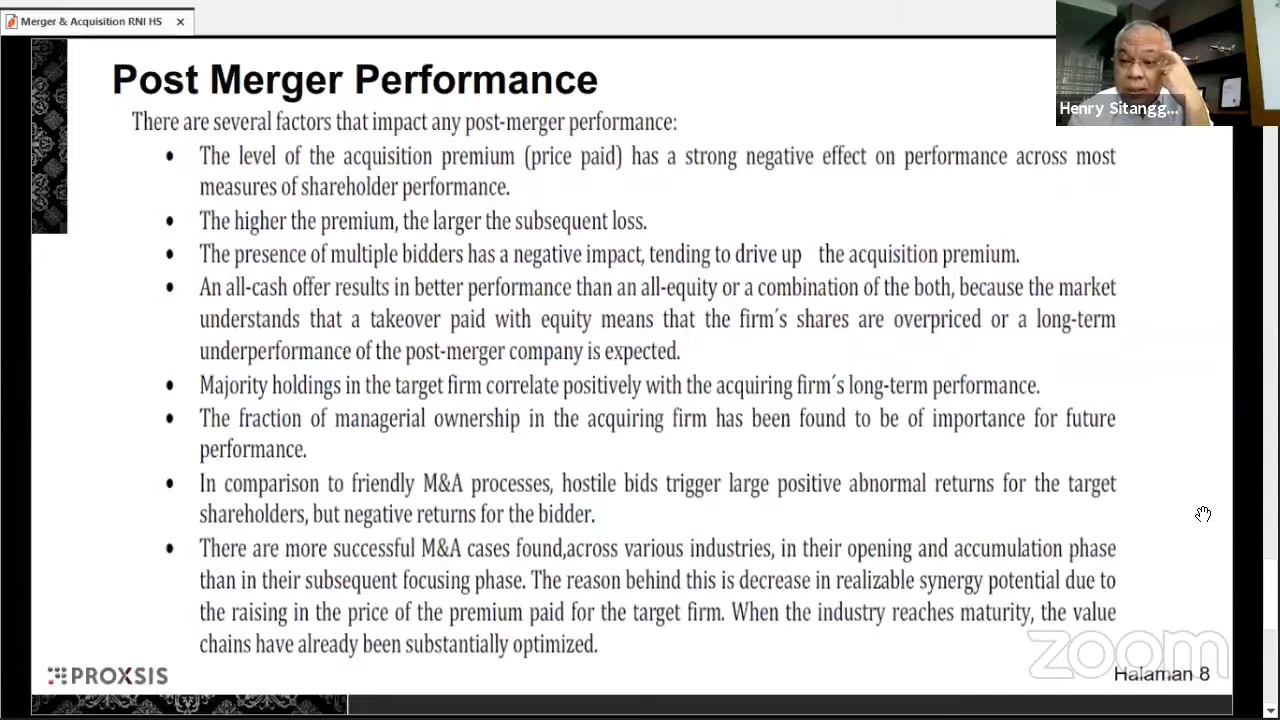 Merger & Acquisition RNI HS
Henry Sitangg...
Post Merger Performance
There are several factors that impact any post-merger performance:
• The level of the acquisition premium (price paid) has a strong negative effect on performance across most
measures of shareholder performance.
• The higher the premium, the larger the subsequent loss.
• The presence of multiple bidders has a negative impact, tending to drive up the acquisition premium.
• An all-cash offer results in better performance than an all-equity or a combination of the both, because the market
understands that a takeover paid with equity means that the firm´s shares are overpriced or a long-term
underperformance of the post-merger company is expected.
• Majority holdings in the target firm correlate positively with the acquiring firm´s long-term performance.
• The fraction of managerial ownership in the acquiring firm has been found to be of importance for future
performance.
• In comparison to friendly M&A processes, hostile bids trigger large positive abnormal returns for the target
shareholders, but negative returns for the bidder.
• There are more successful M&A cases found,across various industries, in their opening and accumulation phase
than in their subsequent focusing phase. The reason behind this is decrease in realizable synergy potential due to
the raising in the price of the premium paid for the target firm. When the industry reaches maturity, the value
chains have already been substantially optimized.
zoom
PROXSIS
Halaman 8